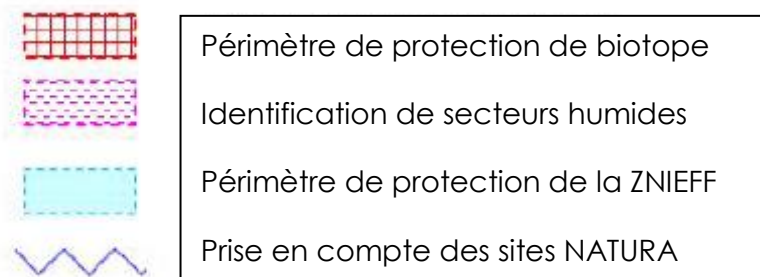 Périmètre de protection de biotope
Identification de secteurs humides
Périmètre de protection de la ZNIEFF
Prise en compte des sites NATURA